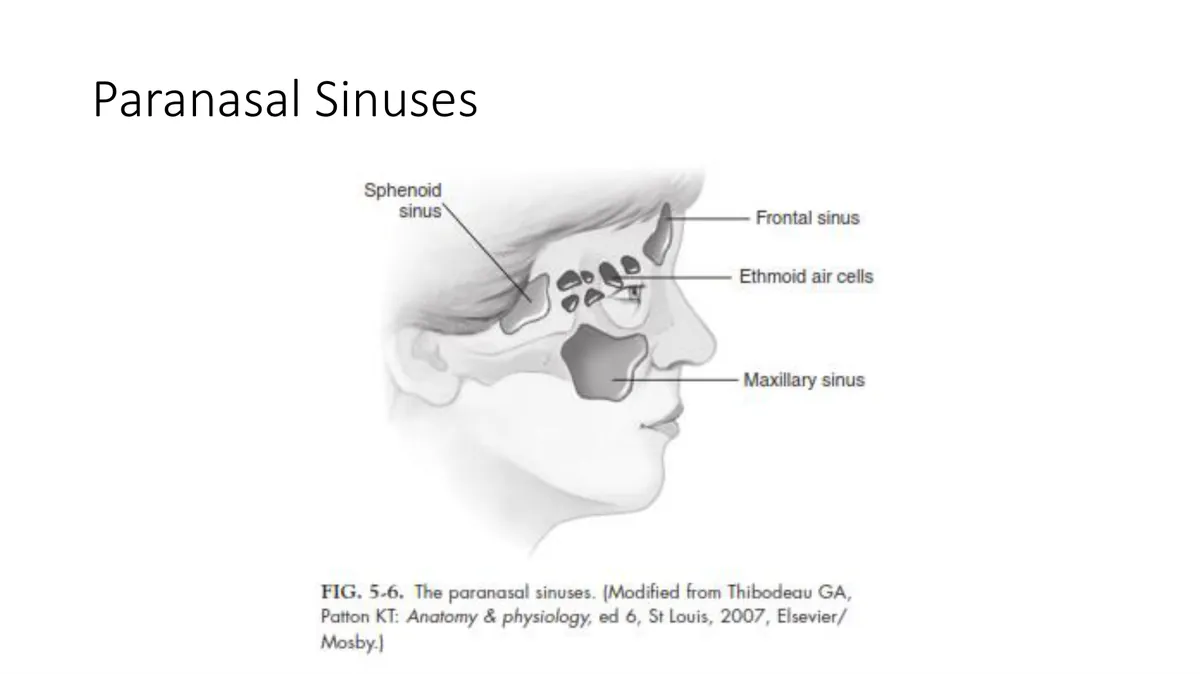 Paranasal Sinuses
Sphenoid
sinus
Frontal sinus
Ethmoid air cells
Maxillary sinus
FIG. 5-6. The paranasal sinuses. (Modified from Thibodeau GA,
Patton KT: Anatomy & physiology, ed 6, St Louis, 2007, Elsevier/
Mosby.)